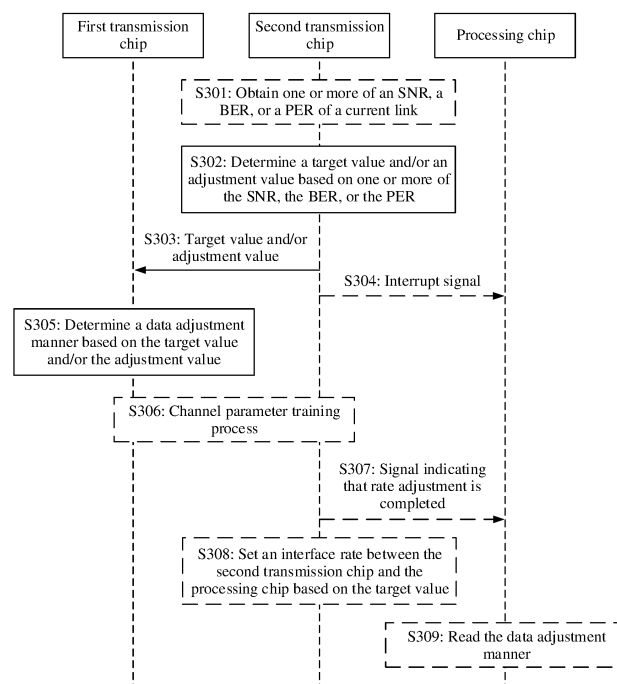 First transmission
chip
Second transmission
chip
Processing chip
S301: Obtain one or more of an SNR, a
BER, or a PER of a current link
S302: Determine a target value and/or an
adjustment value based on one or more of
the SNR, the BER, or the PER
S303: Target value and/or
adjustment value
S304: Interrupt signal
S305: Determine a data adjustment
manner based on the target value
and/or the adjustment value
S306: Channel parameter training
process
S307: Signal indicating
that rate adjustment is
completed
S308: Set an interface rate between the
second transmission chip and the
processing chip based on the target value
S309: Read the data adjustment
manner